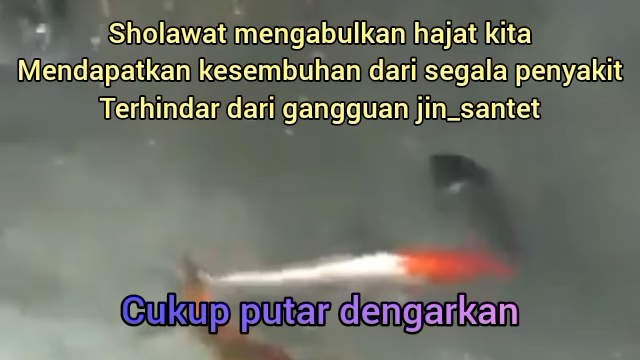 Sholawat mengabulkan hajat kita
Mendapatkan kesembuhan dari segala penyakit
Terhindar dari gangguan jin_santet
Cukup putar dengarkan